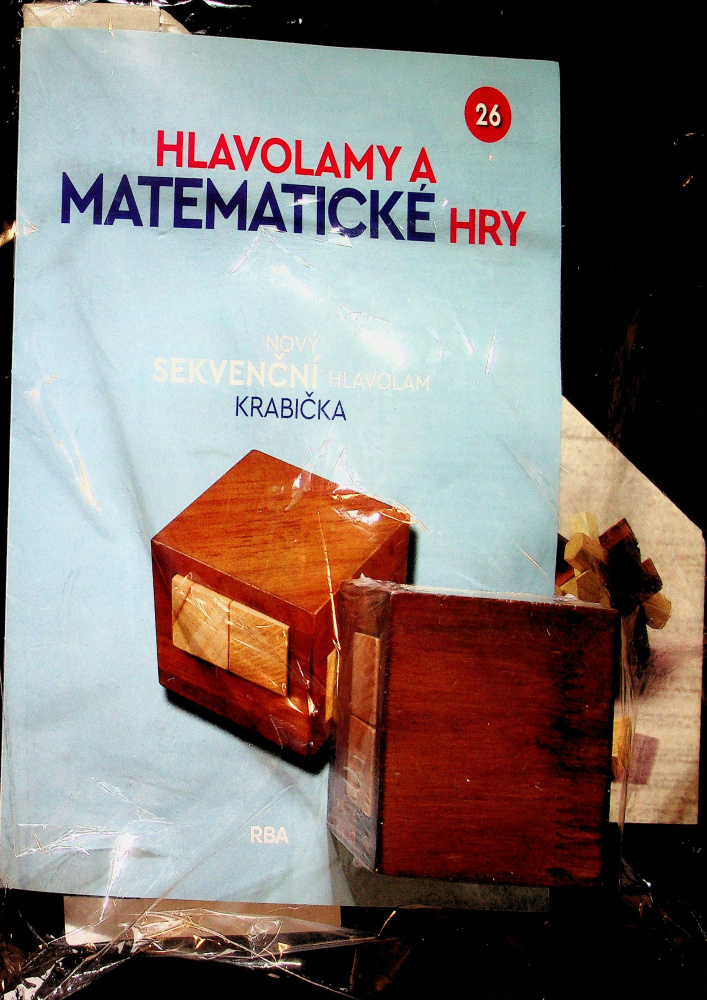 26
HLAVOLAMY A
MATEMATICKÉ HRY
NOVÝ
SEKVENČNÍ HLAVOLAM
KRABIČKA
RBA